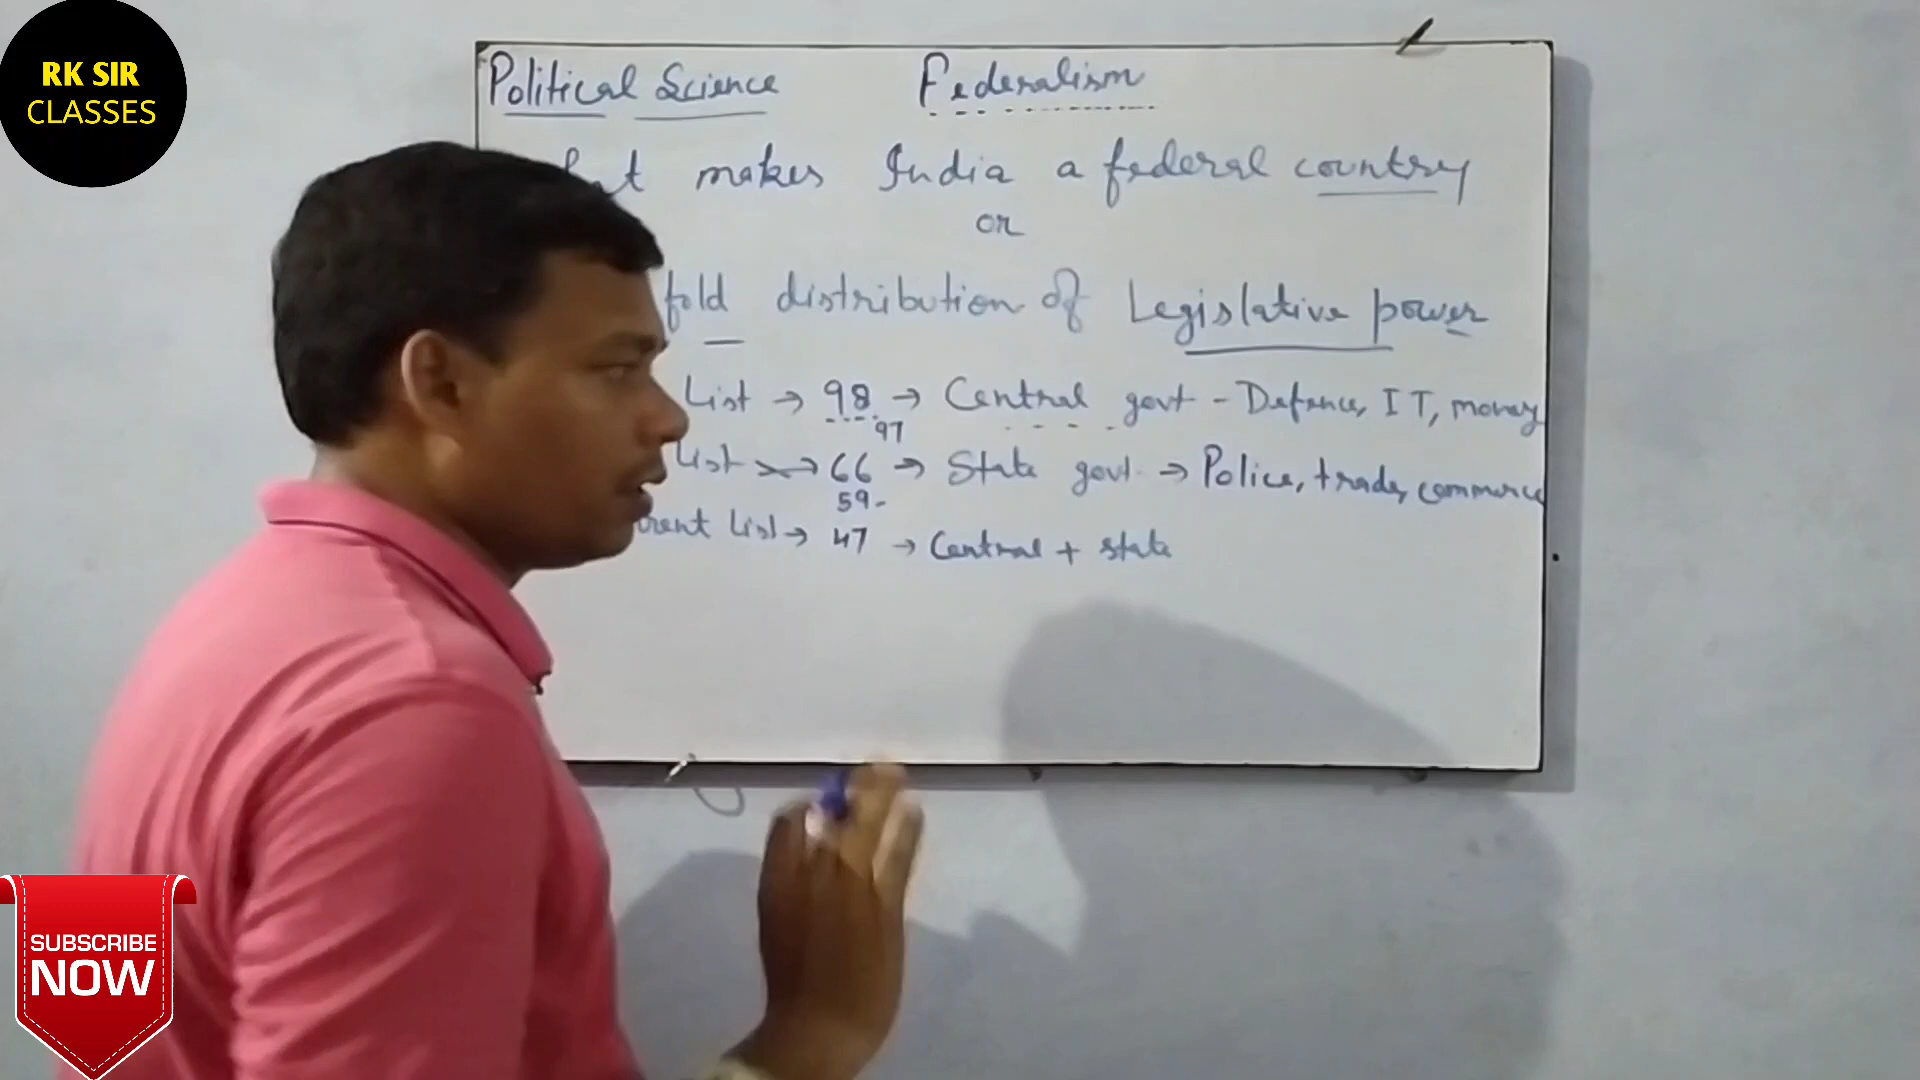 RK SIR
CLASSES
Political Science Federalism
makes India a federal country
or
fold distribution of Legislative power
List → 98 → Central govt - Defence, IT, money
97
List → 66 → State govt → Police, trade, commerce
59
rent List → 47 → Central + state
SUBSCRIBE
NOW